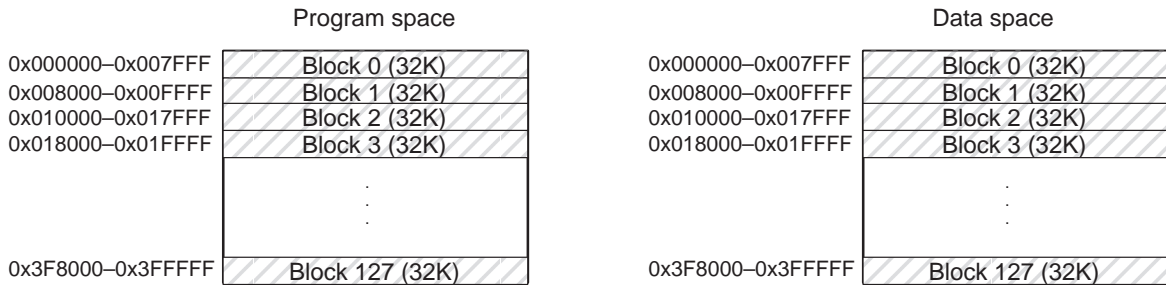 Program space
0x000000–0x007FFF Block 0 (32K)
0x008000–0x00FFFF Block 1 (32K)
0x010000–0x017FFF Block 2 (32K)
0x018000–0x01FFFF Block 3 (32K)
.
.
.
0x3F8000–0x3FFFFF Block 127 (32K)
Data space
0x000000–0x007FFF Block 0 (32K)
0x008000–0x00FFFF Block 1 (32K)
0x010000–0x017FFF Block 2 (32K)
0x018000–0x01FFFF Block 3 (32K)
.
.
.
0x3F8000–0x3FFFFF Block 127 (32K)